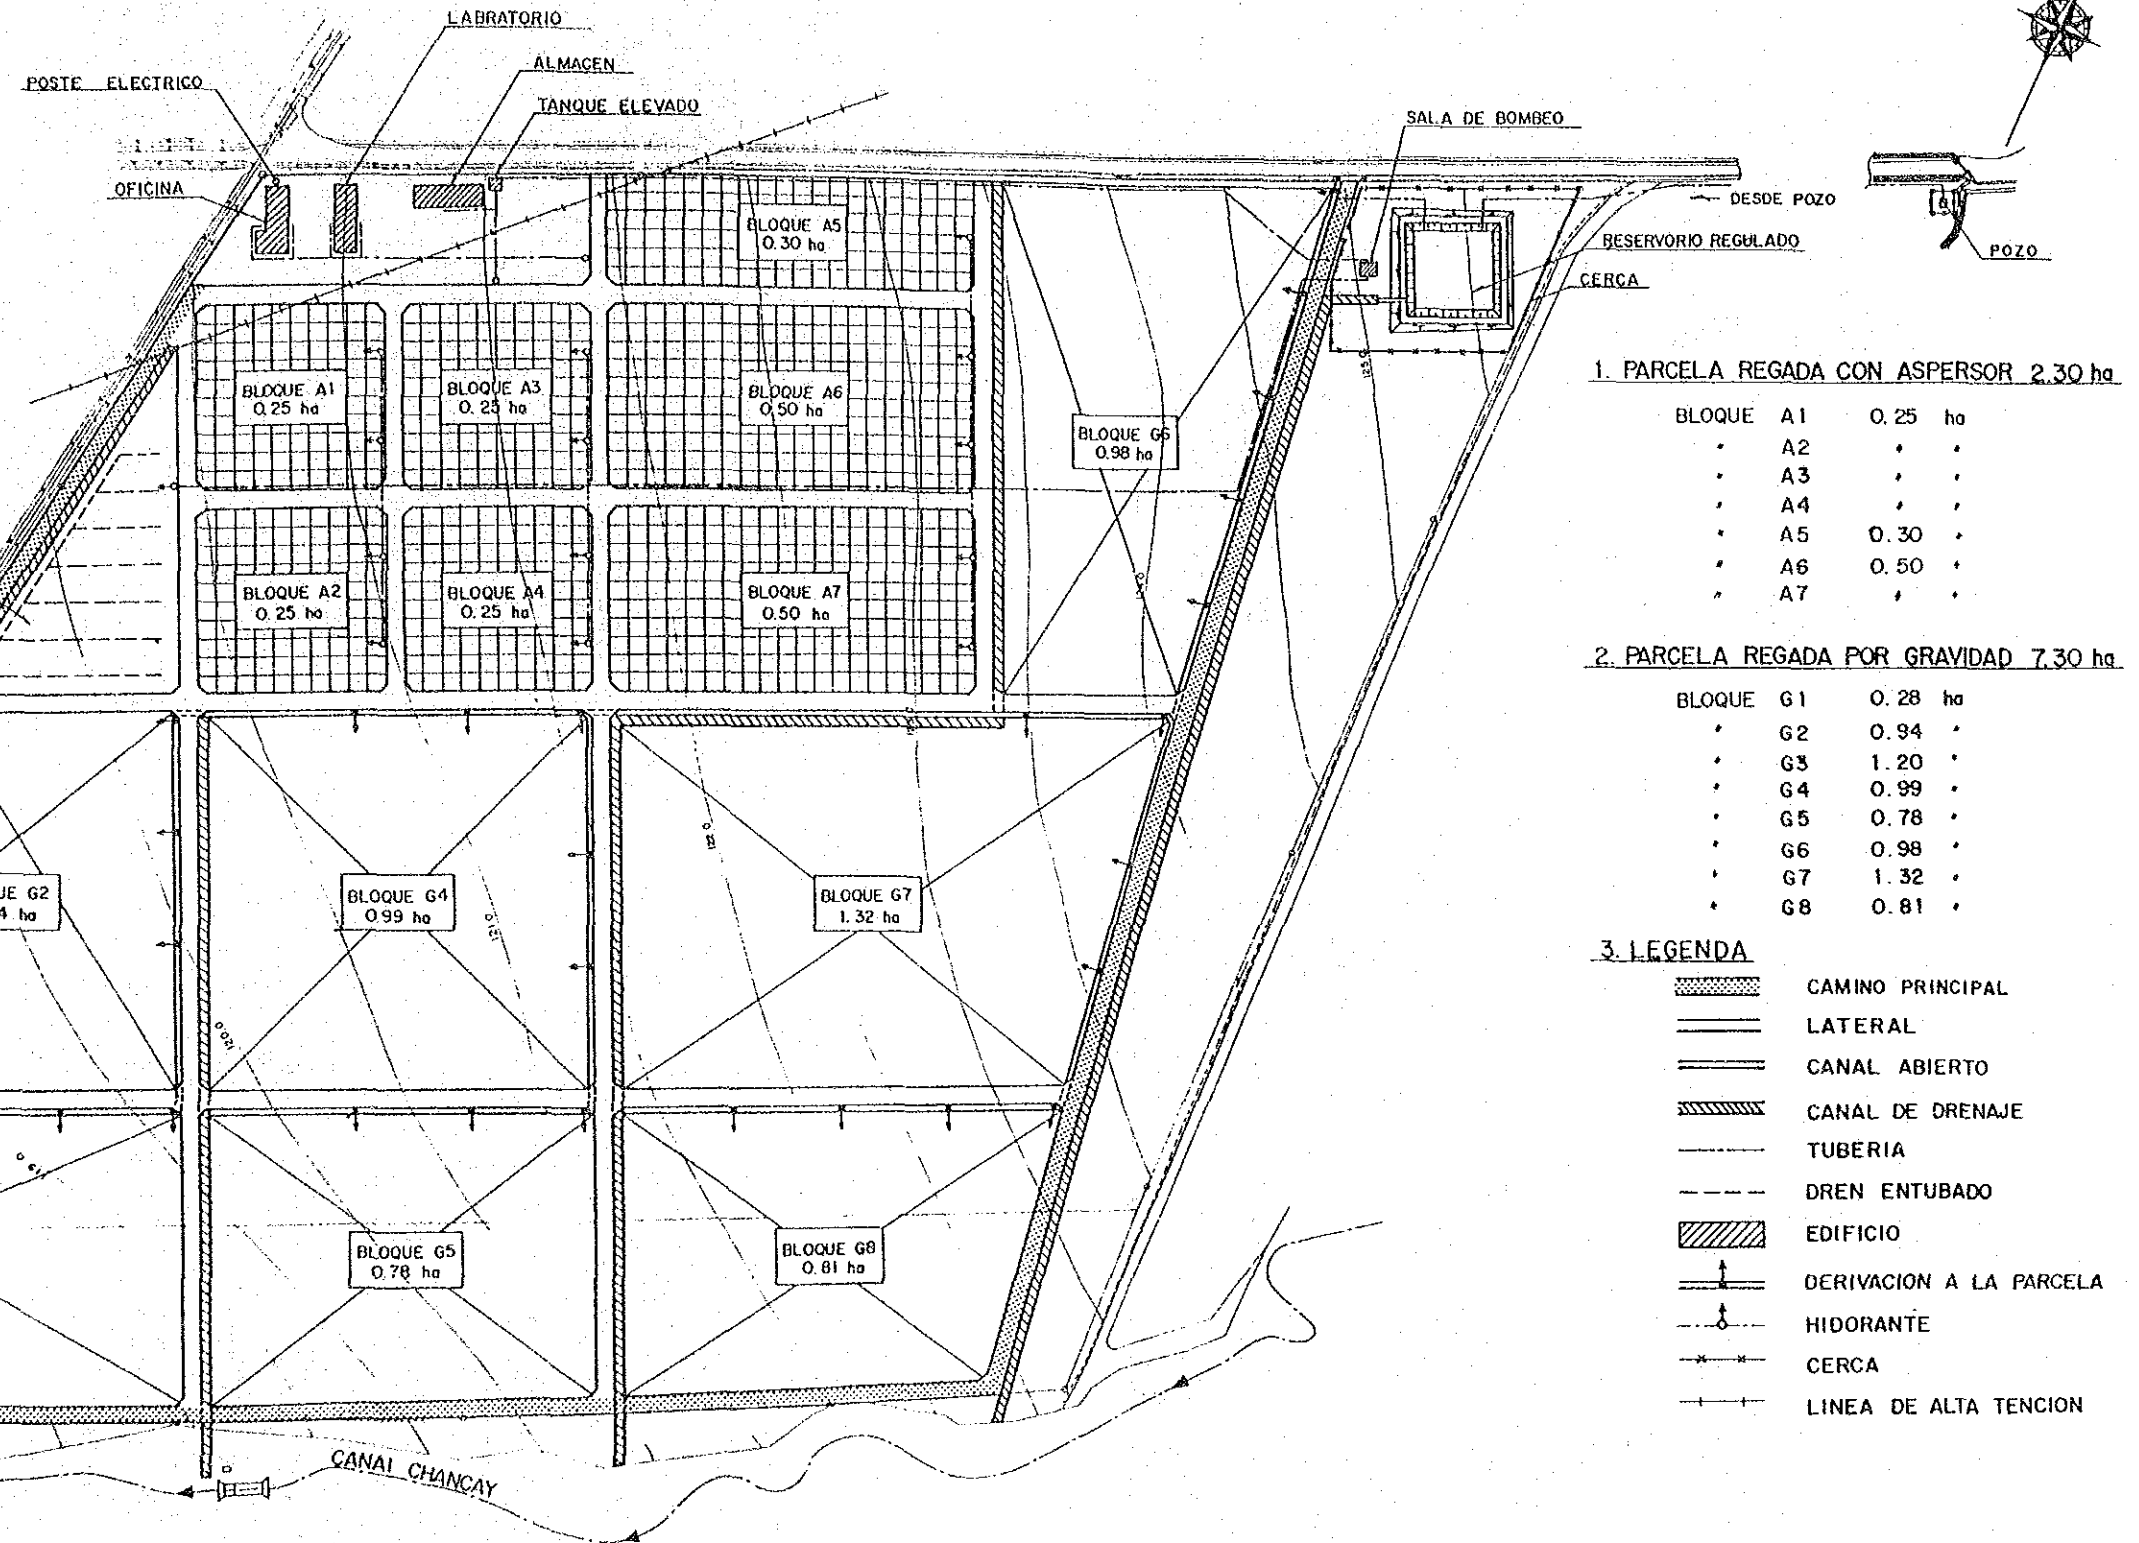 LABRATORIO
ALMACEN
POSTE ELECTRICO
TANQUE ELEVADO
SALA DE BOMBEO
OFICINA
DESDE POZO
RESERVORIO REGULADO
POZO
CERCA
BLOQUE A5
0.30 ha
BLOQUE A1
0.25 ha
BLOQUE A3
0.25 ha
BLOQUE A6
0.50 ha
BLOQUE G6
0.98 ha
BLOQUE A2
0.25 ha
BLOQUE A4
0.25 ha
BLOQUE A7
0.50 ha
UE G2
4 ha
BLOQUE G4
0.99 ha
BLOQUE G7
1.32 ha
120.0
BLOQUE G5
0.78 ha
BLOQUE G8
0.81 ha
CANAL CHANCAY
1. PARCELA REGADA CON ASPERSOR 2.30 ha
BLOQUE A1 0.25 ha
" A2 " "
" A3 " "
" A4 " "
" A5 0.30 "
" A6 0.50 "
" A7 " "
2. PARCELA REGADA POR GRAVIDAD 7.30 ha
BLOQUE G1 0.28 ha
" G2 0.94 "
" G3 1.20 "
" G4 0.99 "
" G5 0.78 "
" G6 0.98 "
" G7 1.32 "
" G8 0.81 "
3. LEGENDA
CAMINO PRINCIPAL
LATERAL
CANAL ABIERTO
CANAL DE DRENAJE
TUBERIA
DREN ENTUBADO
EDIFICIO
DERIVACION A LA PARCELA
HIDORANTE
CERCA
LINEA DE ALTA TENCION